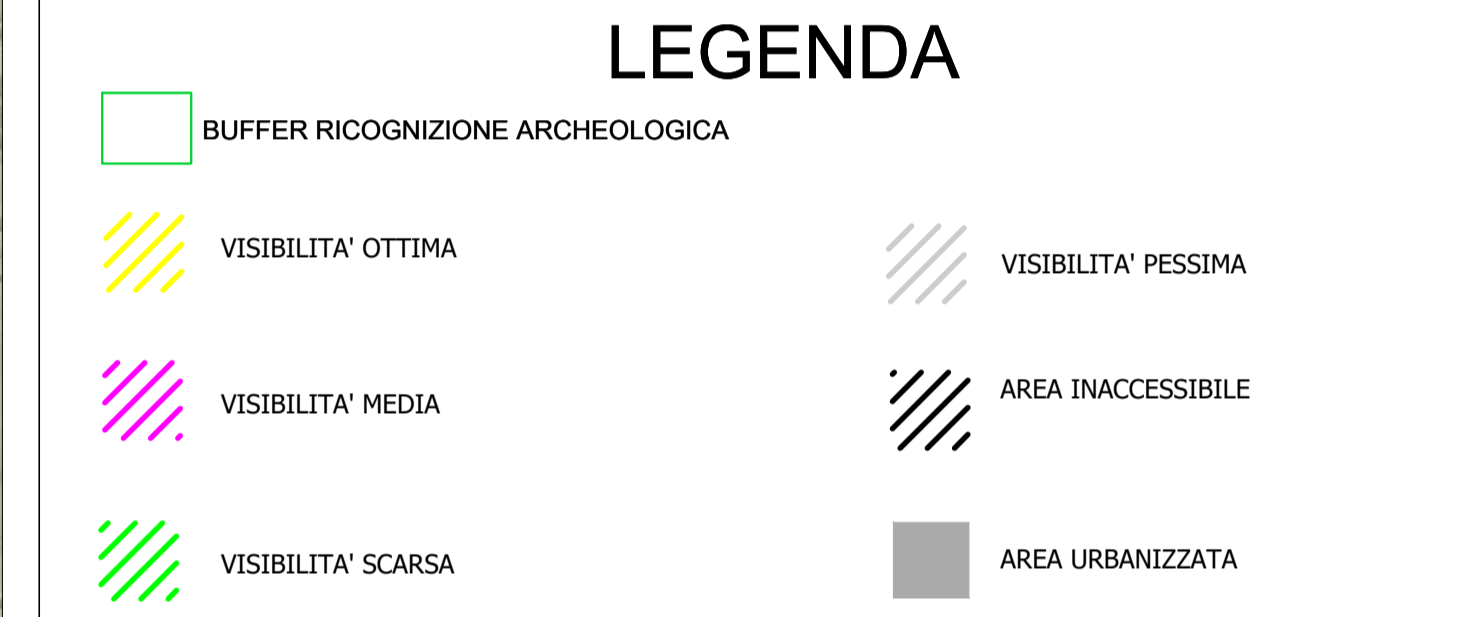 LEGENDA
BUFFER RICOGNIZIONE ARCHEOLOGICA
VISIBILITA' OTTIMA
VISIBILITA' MEDIA
VISIBILITA' SCARSA
VISIBILITA' PESSIMA
AREA INACCESSIBILE
AREA URBANIZZATA